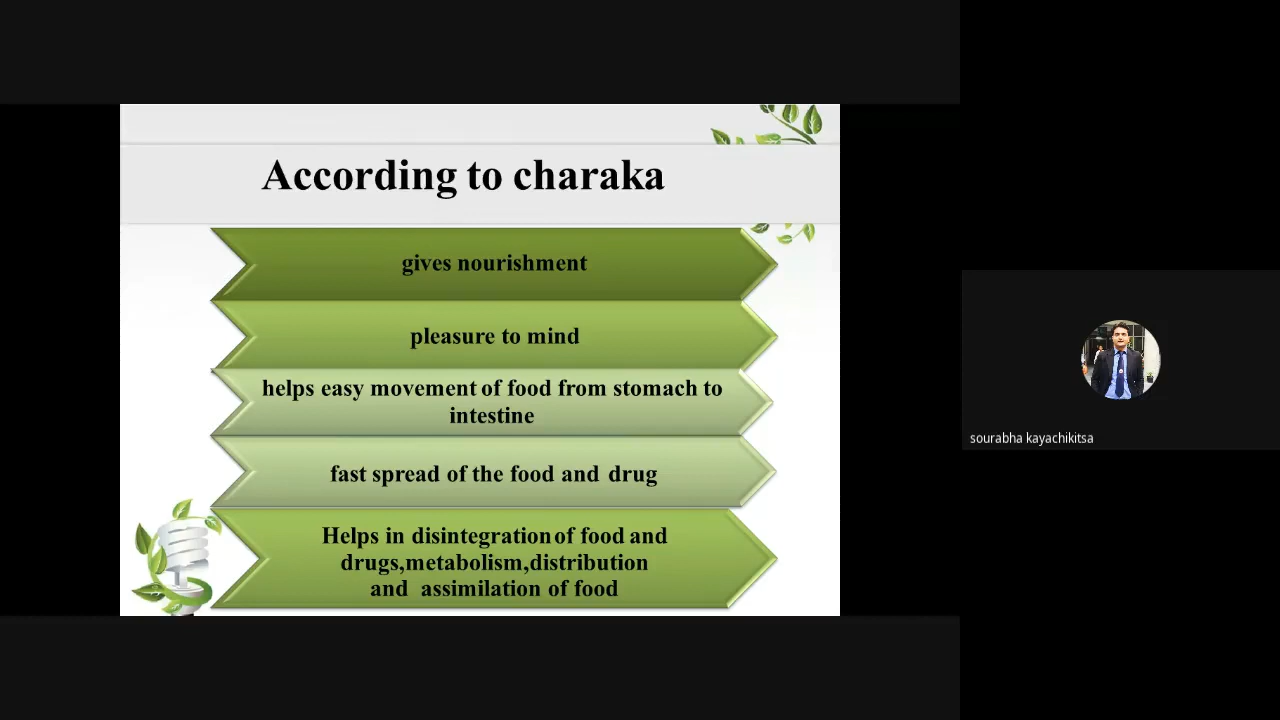 According to charaka
gives nourishment
pleasure to mind
helps easy movement of food from stomach to
intestine
fast spread of the food and drug
Helps in disintegration of food and
drugs,metabolism,distribution
and assimilation of food
sourabha kayachikitsa